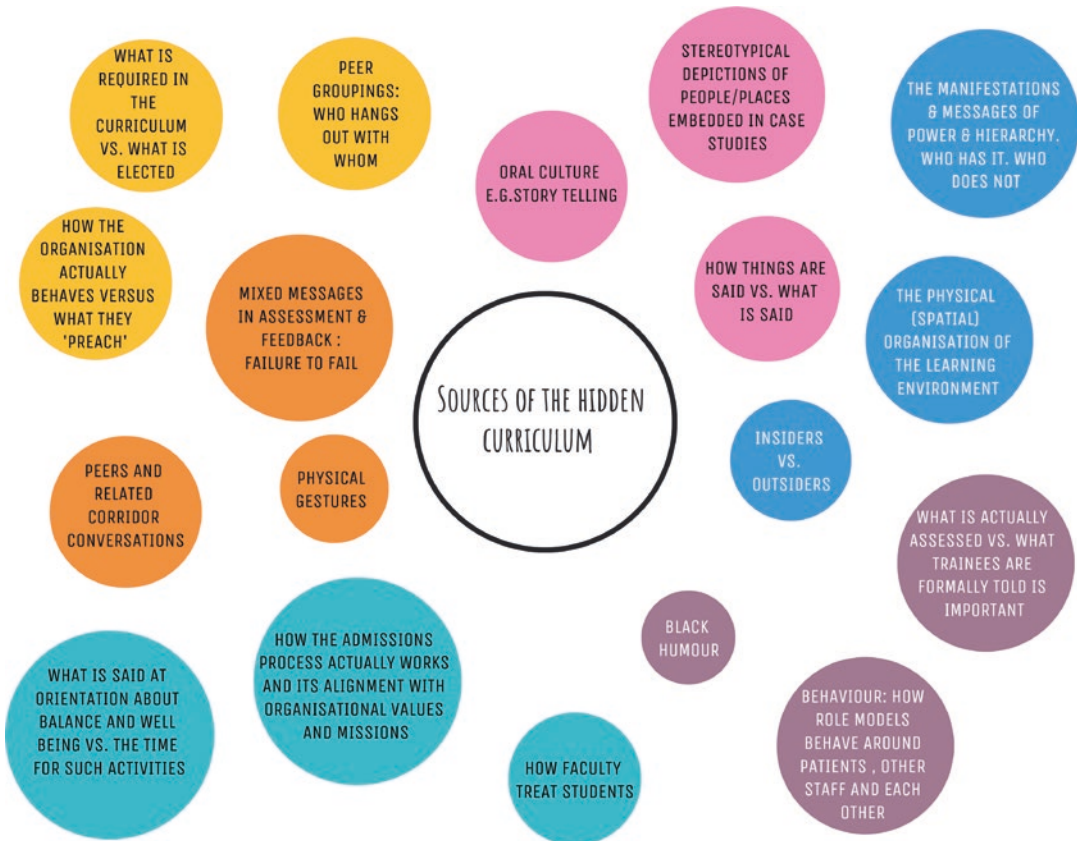 WHAT IS
REQUIRED IN
THE
CURRICULUM
VS. WHAT IS
ELECTED
PEER
GROUPINGS:
WHO HANGS
OUT WITH
WHOM
ORAL CULTURE
E.G.STORY TELLING
STEREOTYPICAL
DEPICTIONS OF
PEOPLE/PLACES
EMBEDDED IN CASE
STUDIES
THE MANIFESTATIONS
& MESSAGES OF
POWER & HIERARCHY.
WHO HAS IT. WHO
DOES NOT
HOW THE
ORGANISATION
ACTUALLY
BEHAVES VERSUS
WHAT THEY
'PREACH'
MIXED MESSAGES
IN ASSESSMENT &
FEEDBACK :
FAILURE TO FAIL
HOW THINGS ARE
SAID VS. WHAT
IS SAID
THE PHYSICAL
(SPATIAL)
ORGANISATION OF
THE LEARNING
ENVIRONMENT
SOURCES OF THE HIDDEN
CURRICULUM
INSIDERS
VS.
OUTSIDERS
PEERS AND
RELATED
CORRIDOR
CONVERSATIONS
PHYSICAL
GESTURES
WHAT IS ACTUALLY
ASSESSED VS. WHAT
TRAINEES ARE
FORMALLY TOLD IS
IMPORTANT
WHAT IS SAID AT
ORIENTATION ABOUT
BALANCE AND WELL
BEING VS. THE TIME
FOR SUCH ACTIVITIES
HOW THE ADMISSIONS
PROCESS ACTUALLY WORKS
AND ITS ALIGNMENT WITH
ORGANISATIONAL VALUES
AND MISSIONS
BLACK
HUMOUR
HOW FACULTY
TREAT STUDENTS
BEHAVIOUR: HOW
ROLE MODELS
BEHAVE AROUND
PATIENTS , OTHER
STAFF AND EACH
OTHER